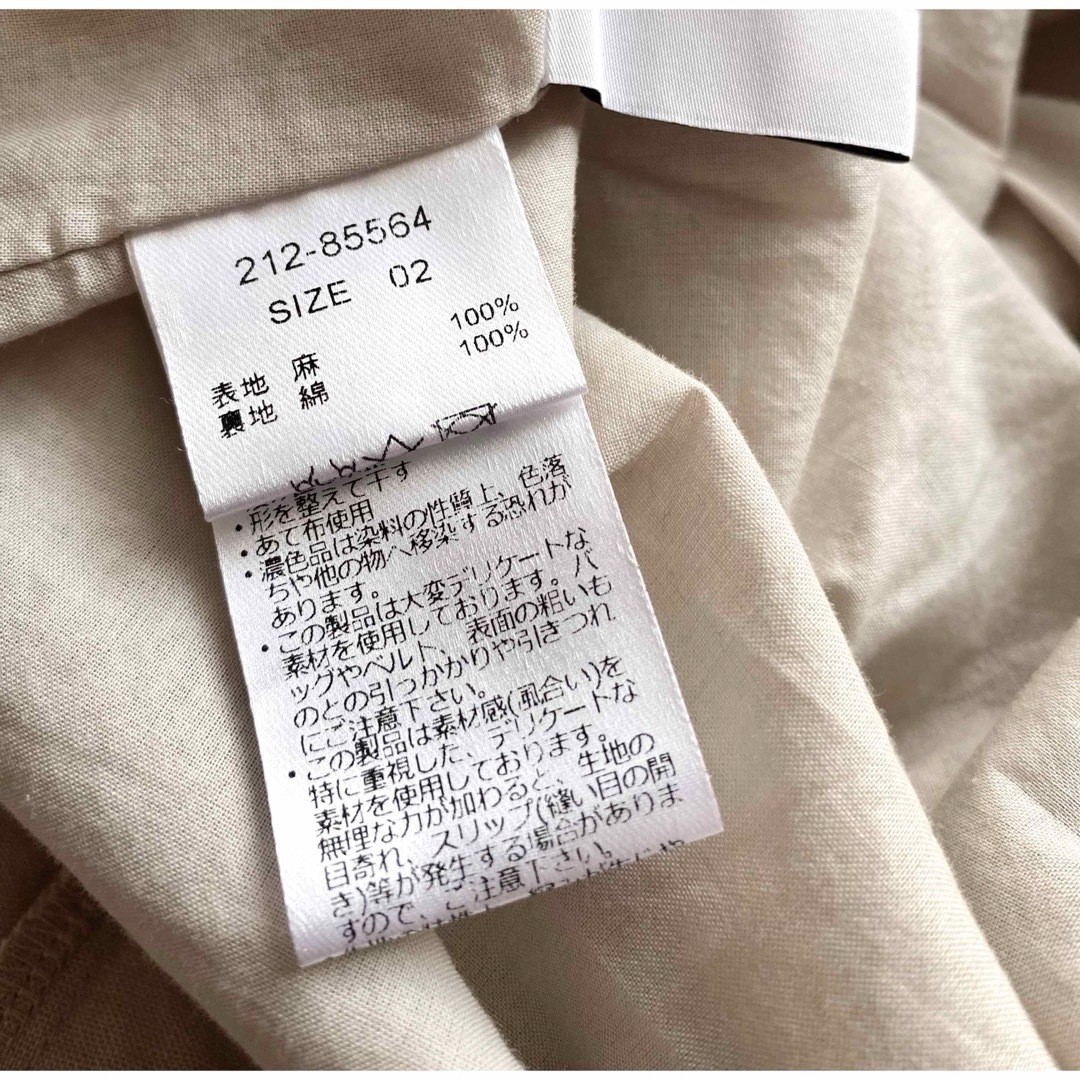 212-85564
SIZE 02
表地 麻 100%
裏地 綿 100%
形を整えて干す
・あて布使用
・濃色品は染料の性質上、色落
ちや他の物へ移染する恐れが
あります。
・この製品は大変デリケートな
素材を使用しております。バ
ッグやベルト、表面の粗いも
のとの引っかかりや引きつれ
にご注意下さい。
・この製品は素材感(風合い)を
特に重視した、デリケートな
素材を使用しております。
無理な力が加わると、生地の
目寄れ、スリップ(縫い目の開
き)等が発生する場合がありま
すので、ご注意下さい。